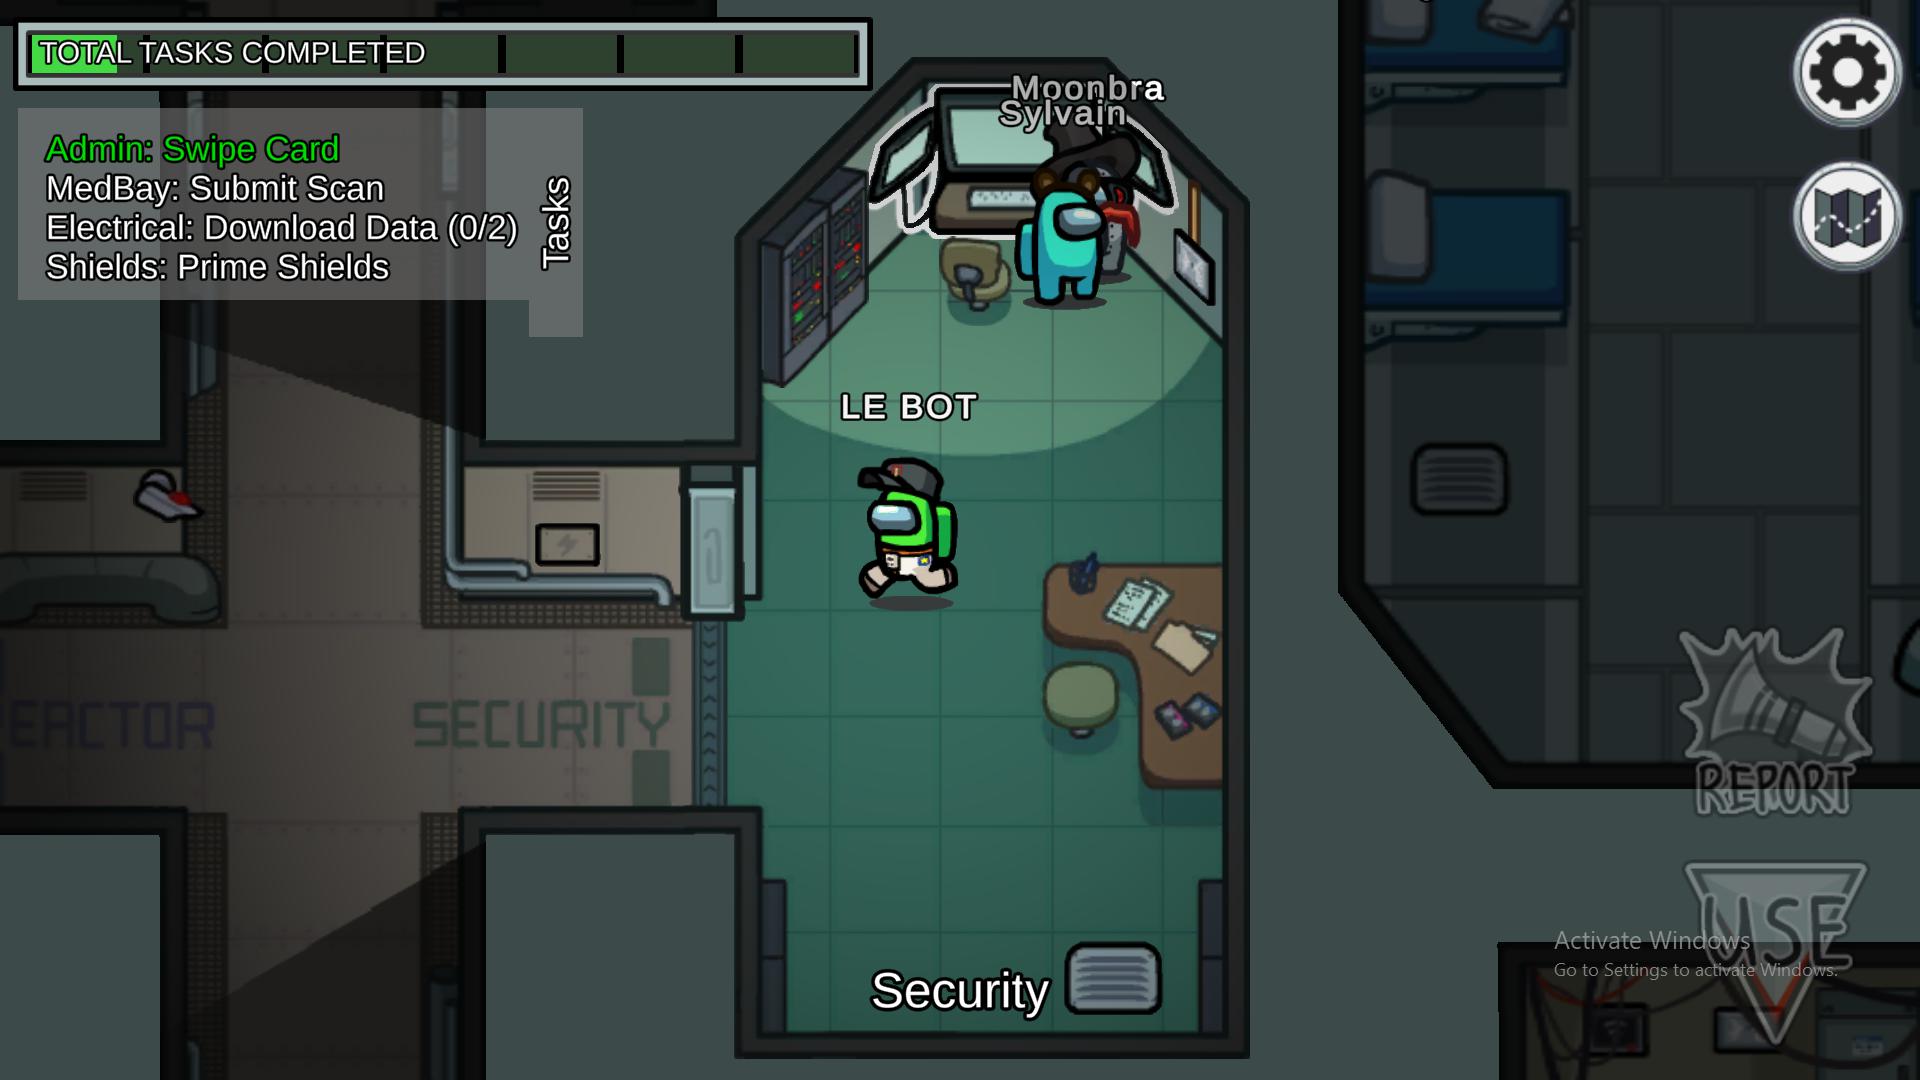 TOTAL TASKS COMPLETED
Admin: Swipe Card
MedBay: Submit Scan
Electrical: Download Data (0/2)
Shields: Prime Shields
Tasks
Moonbra
Sylvain
LE BOT
REACTOR
SECURITY
REPORT
USE
Activate Windows
Go to Settings to activate Windows.
Security